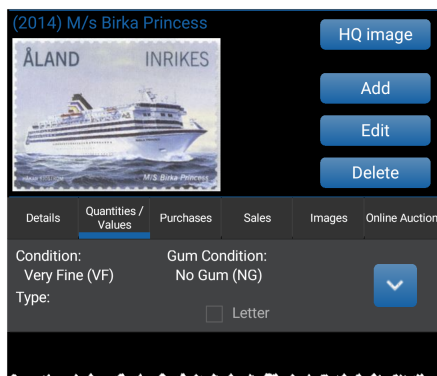 (2014) M/s Birka Princess
HQ image
ÅLAND INRIKES
Add
Edit
M/S Birka Princess
Delete
Details
Quantities / Values
Purchases
Sales
Images
Online Auction
Condition:
Gum Condition:
Very Fine (VF)
No Gum (NG)
Type:
Letter